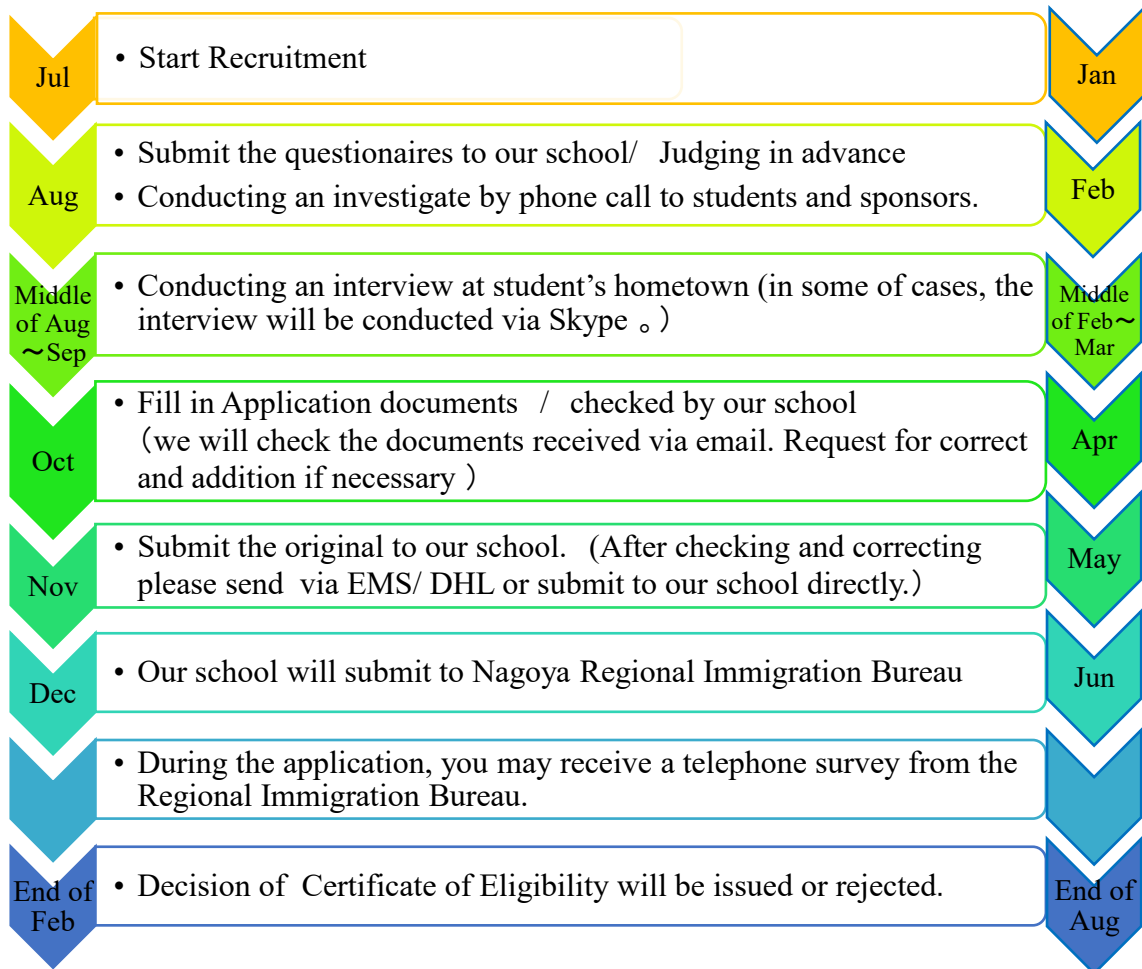 Jul
• Start Recruitment
Jan
Aug
• Submit the questionaires to our school/ Judging in advance
• Conducting an investigate by phone call to students and sponsors.
Feb
Middle
of Aug
～Sep
• Conducting an interview at student’s hometown (in some of cases, the
interview will be conducted via Skype 。）
Middle
of Feb～
Mar
Oct
• Fill in Application documents / checked by our school
（we will check the documents received via email. Request for correct
and addition if necessary ）
Apr
Nov
• Submit the original to our school. (After checking and correcting
please send via EMS/ DHL or submit to our school directly.）
May
Dec
• Our school will submit to Nagoya Regional Immigration Bureau
Jun
• During the application, you may receive a telephone survey from the
Regional Immigration Bureau.
End of
Feb
• Decision of Certificate of Eligibility will be issued or rejected.
End of
Aug